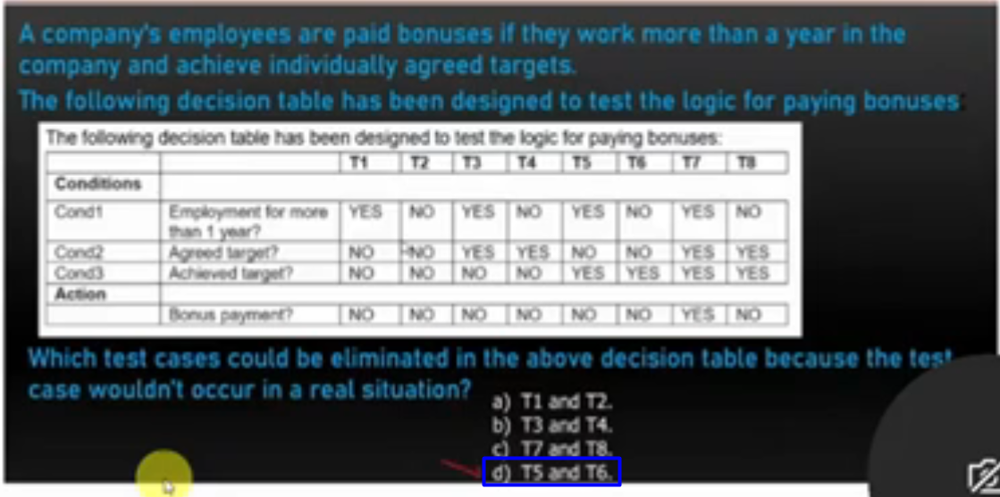 A company's employees are paid bonuses if they work more than a year in the
company and achieve individually agreed targets.
The following decision table has been designed to test the logic for paying bonuses:
The following decision table has been designed to test the logic for paying bonuses:
T1 T2 T3 T4 T5 T6 T7 T8
Conditions
Cond1 Employment for more than 1 year? YES NO YES NO YES NO YES NO
Cond2 Agreed target? NO NO YES YES NO NO YES YES
Cond3 Achieved target? NO NO NO NO YES YES YES YES
Action
Bonus payment? NO NO NO NO NO NO YES NO
Which test cases could be eliminated in the above decision table because the test
case wouldn't occur in a real situation?
a) T1 and T2.
b) T3 and T4.
c) T7 and T8.
d) T5 and T6.